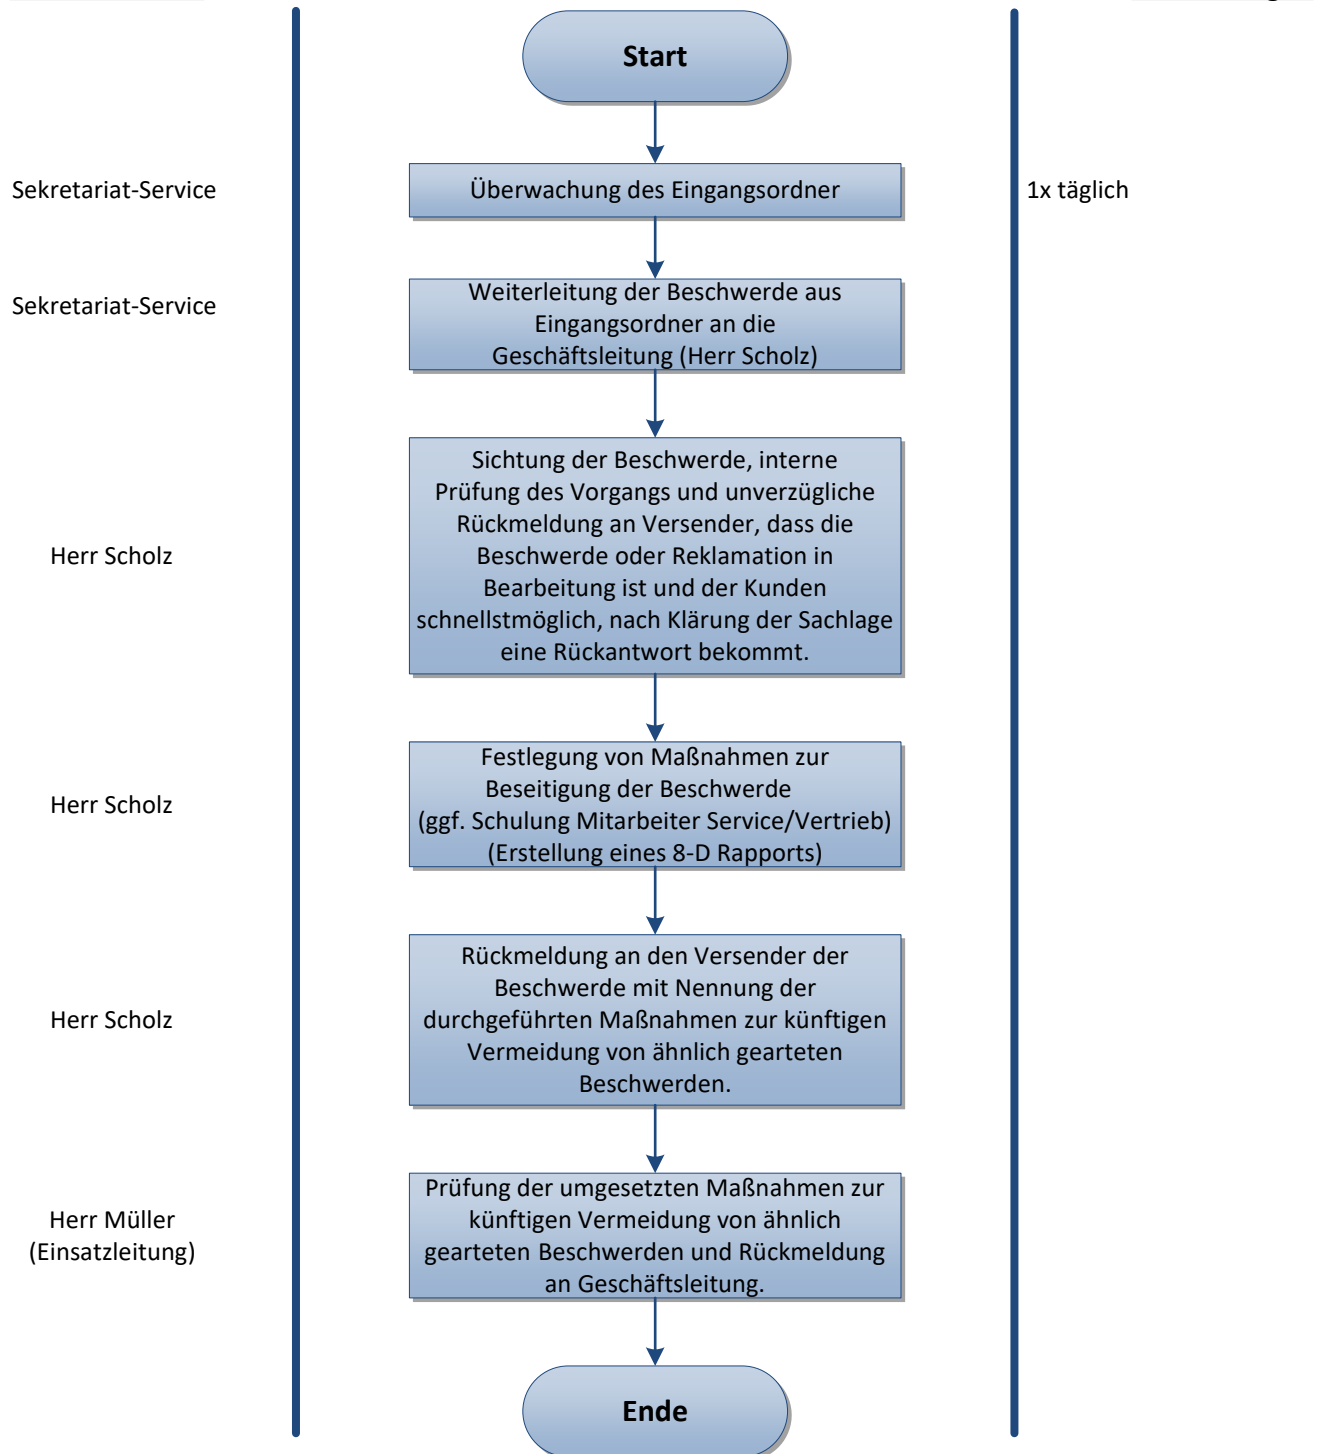 Start
Sekretariat-Service
Überwachung des Eingangsordner
1x täglich
Sekretariat-Service
Weiterleitung der Beschwerde aus
Eingangsordner an die
Geschäftsleitung (Herr Scholz)
Herr Scholz
Sichtung der Beschwerde, interne
Prüfung des Vorgangs und unverzügliche
Rückmeldung an Versender, dass die
Beschwerde oder Reklamation in
Bearbeitung ist und der Kunden
schnellstmöglich, nach Klärung der Sachlage
eine Rückantwort bekommt.
Herr Scholz
Festlegung von Maßnahmen zur
Beseitigung der Beschwerde
(ggf. Schulung Mitarbeiter Service/Vertrieb)
(Erstellung eines 8-D Rapports)
Herr Scholz
Rückmeldung an den Versender der
Beschwerde mit Nennung der
durchgeführten Maßnahmen zur künftigen
Vermeidung von ähnlich gearteten
Beschwerden.
Herr Müller
(Einsatzleitung)
Prüfung der umgesetzten Maßnahmen zur
künftigen Vermeidung von ähnlich
gearteten Beschwerden und Rückmeldung
an Geschäftsleitung.
Ende